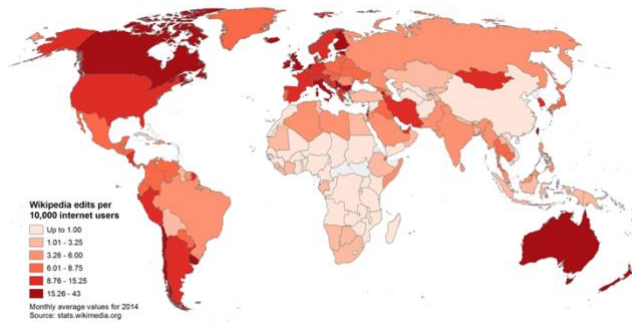 Wikipedia edits per
10,000 internet users
Up to 1.00
1.01 - 3.25
3.26 - 6.00
6.01 - 8.75
8.76 - 15.25
15.26 - 43
Monthly average values for 2014
Source: stats.wikimedia.org